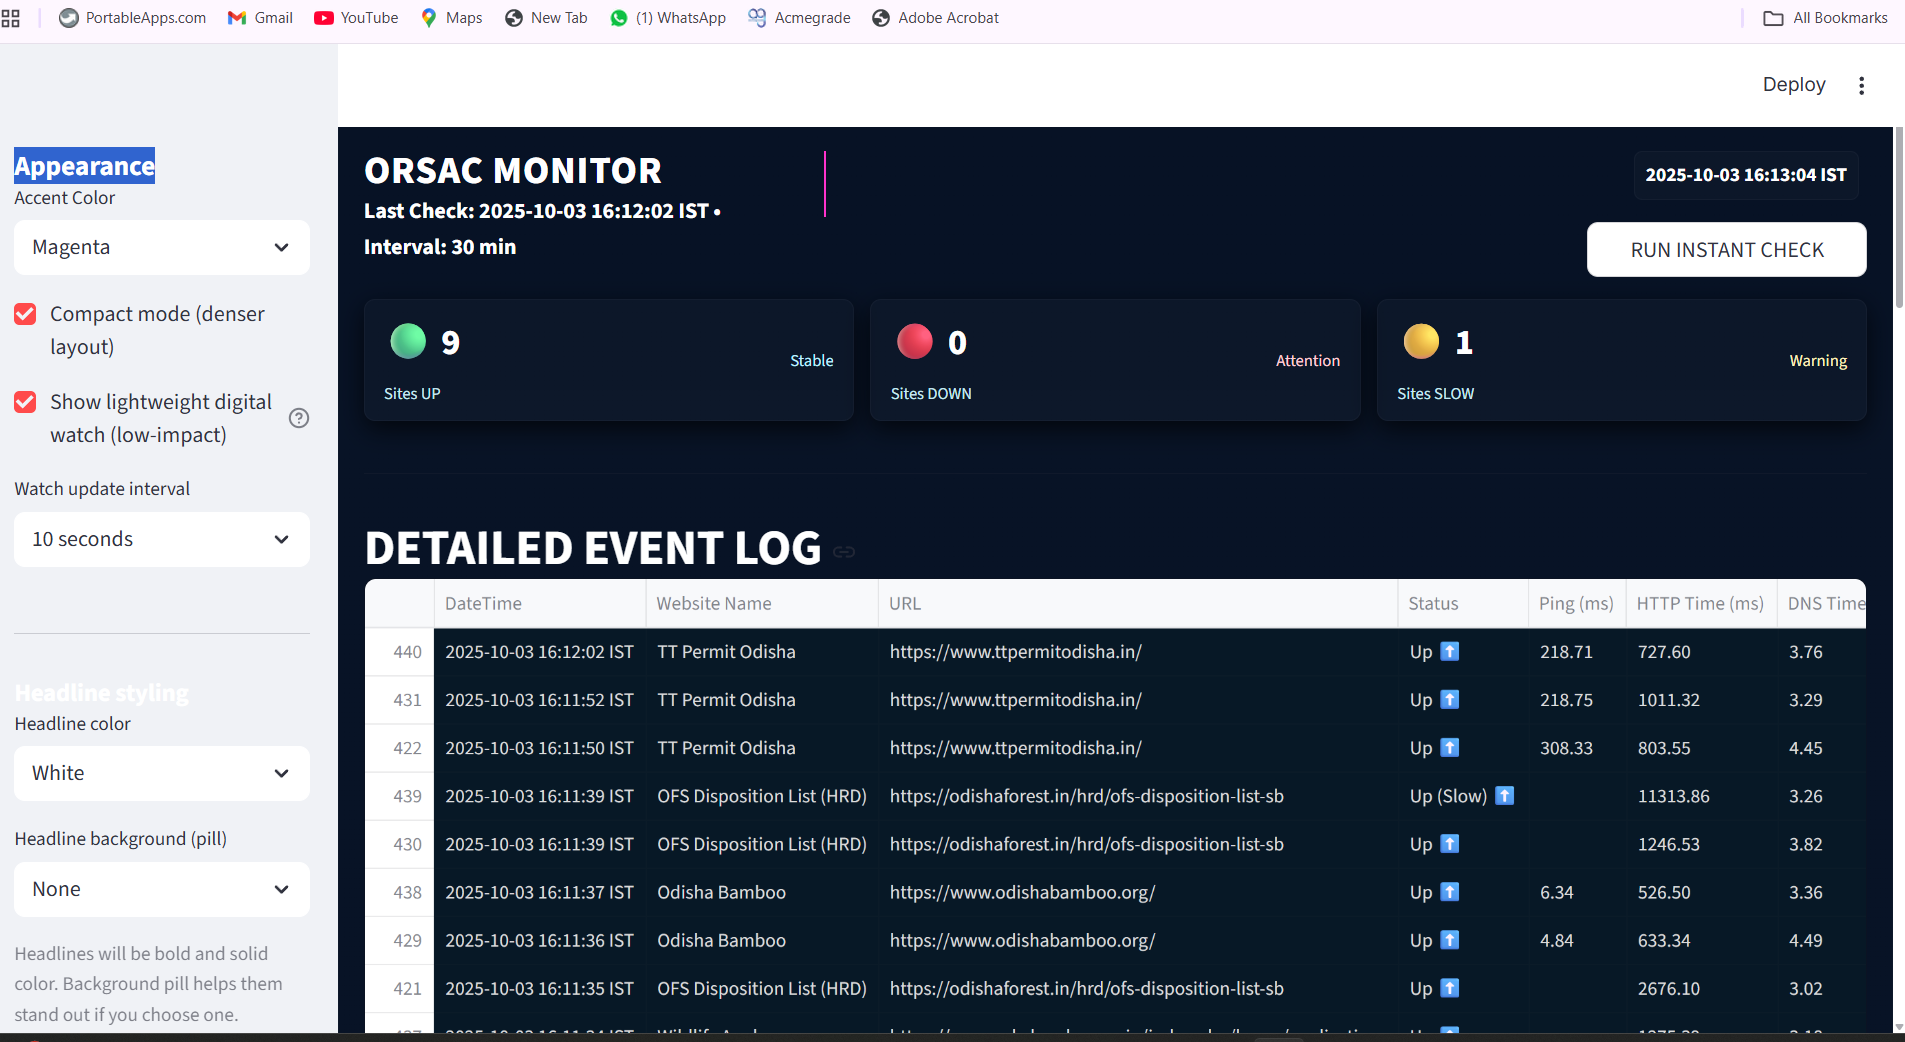 PortableApps.com Gmail YouTube Maps New Tab (1) WhatsApp Acmegrade Adobe Acrobat All Bookmarks
Deploy
Appearance
Accent Color
Magenta
Compact mode (denser
layout)
Show lightweight digital
watch (low-impact)
Watch update interval
10 seconds
Headline styling
Headline color
White
Headline background (pill)
None
Headlines will be bold and solid
color. Background pill helps them
stand out if you choose one.
ORSAC MONITOR
Last Check: 2025-10-03 16:12:02 IST •
Interval: 30 min
2025-10-03 16:13:04 IST
RUN INSTANT CHECK
9
Stable
Sites UP
0
Attention
Sites DOWN
1
Warning
Sites SLOW
DETAILED EVENT LOG
DateTime Website Name URL Status Ping (ms) HTTP Time (ms) DNS Time
440 2025-10-03 16:12:02 IST TT Permit Odisha https://www.ttpermitodisha.in/ Up 218.71 727.60 3.76
431 2025-10-03 16:11:52 IST TT Permit Odisha https://www.ttpermitodisha.in/ Up 218.75 1011.32 3.29
422 2025-10-03 16:11:50 IST TT Permit Odisha https://www.ttpermitodisha.in/ Up 308.33 803.55 4.45
439 2025-10-03 16:11:39 IST OFS Disposition List (HRD) https://odishaforest.in/hrd/ofs-disposition-list-sb Up (Slow) 11313.86 3.26
430 2025-10-03 16:11:39 IST OFS Disposition List (HRD) https://odishaforest.in/hrd/ofs-disposition-list-sb Up 1246.53 3.82
438 2025-10-03 16:11:37 IST Odisha Bamboo https://www.odishabamboo.org/ Up 6.34 526.50 3.36
429 2025-10-03 16:11:36 IST Odisha Bamboo https://www.odishabamboo.org/ Up 4.84 633.34 4.49
421 2025-10-03 16:11:35 IST OFS Disposition List (HRD) https://odishaforest.in/hrd/ofs-disposition-list-sb Up 2676.10 3.02